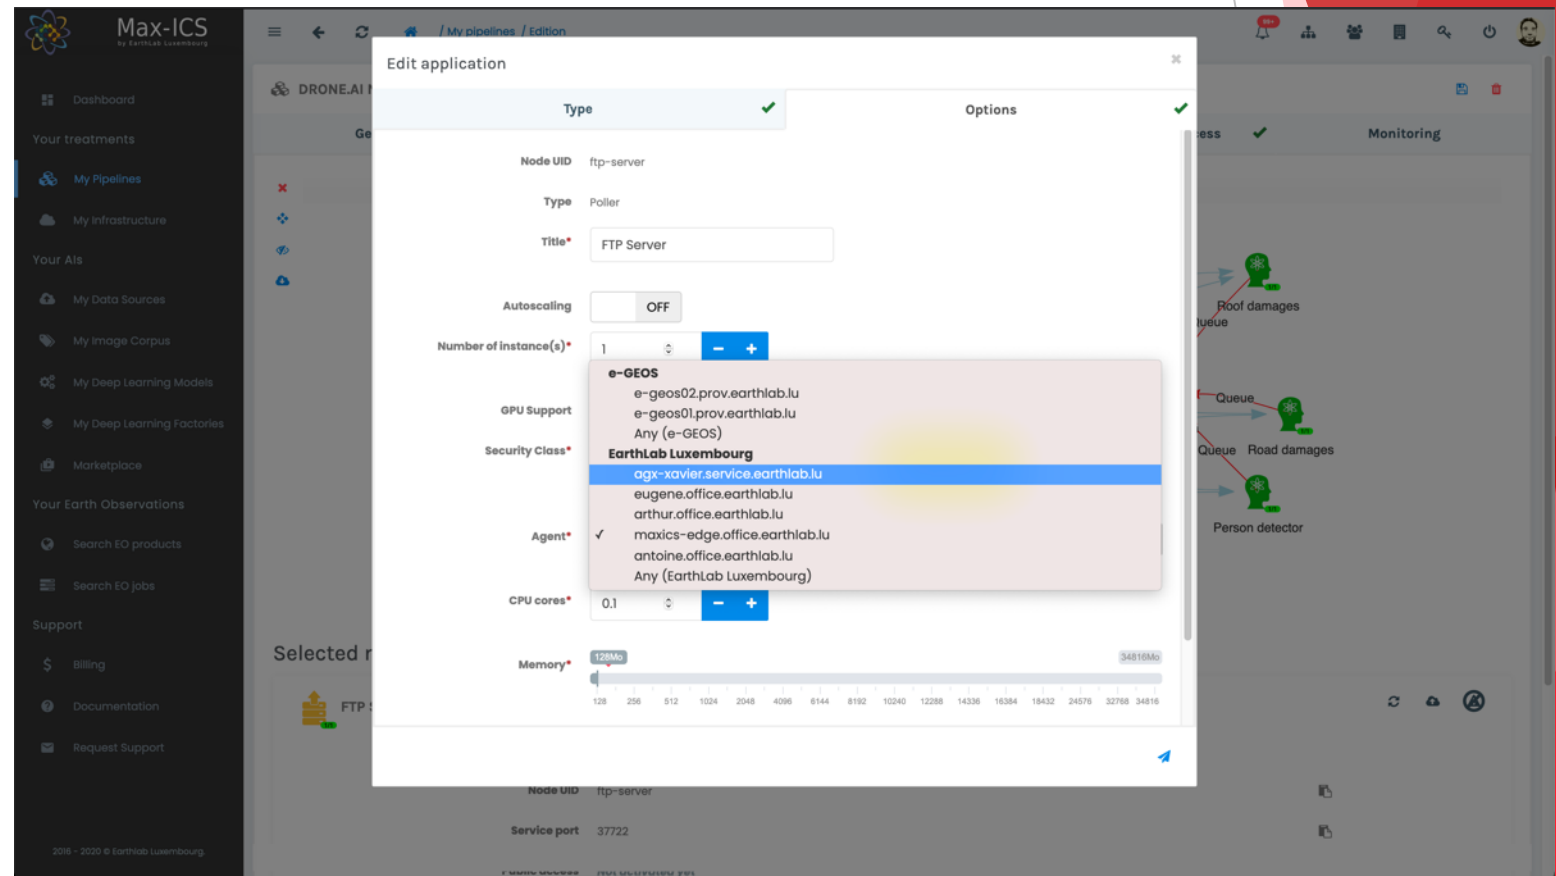 Max-ICS
by EarthLab Luxembourg
Dashboard
Your treatments
My Pipelines
My Infrastructure
Your AIs
My Data Sources
My Image Corpus
My Deep Learning Models
My Deep Learning Factories
Marketplace
Your Earth Observations
Search EO products
Search EO jobs
Support
Billing
Documentation
Request Support
2016 - 2020 © Earthlab Luxembourg.
/ My pipelines / Edition
99+
DRONE.AI
Monitoring
Edit application
Type
Options
Node UID ftp-server
Type Poller
Title* FTP Server
Autoscaling OFF
Number of instance(s)* 1
GPU Support
Security Class*
Agent*
e-GEOS
e-geos02.prov.earthlab.lu
e-geos01.prov.earthlab.lu
Any (e-GEOS)
EarthLab Luxembourg
agx-xavier.service.earthlab.lu
eugene.office.earthlab.lu
arthur.office.earthlab.lu
✓ maxics-edge.office.earthlab.lu
antoine.office.earthlab.lu
Any (EarthLab Luxembourg)
CPU cores* 0.1
Memory*
128Mo 34816Mo
128 256 512 1024 2048 4096 6144 8192 10240 12288 14336 16384 18432 24576 32768 34816
Roof damages
Queue
Queue Road damages
Person detector
Selected
FTP
Node UID ftp-server
Service port 37722
Public access Not activated yet